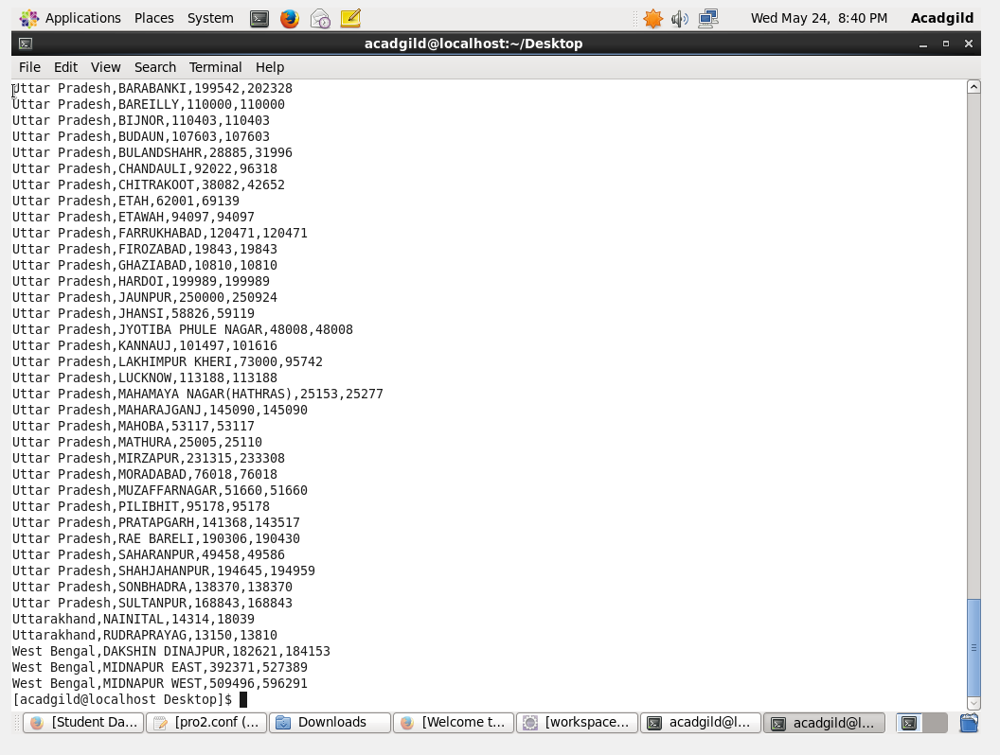 Applications Places System Wed May 24, 8:40 PM Acadgild
acadgild@localhost:~/Desktop
File Edit View Search Terminal Help
Uttar Pradesh,BARABANKI,199542,202328
Uttar Pradesh,BAREILLY,110000,110000
Uttar Pradesh,BIJNOR,110403,110403
Uttar Pradesh,BUDAUN,107603,107603
Uttar Pradesh,BULANDSHAHR,28885,31996
Uttar Pradesh,CHANDAULI,92022,96318
Uttar Pradesh,CHITRAKOOT,38082,42652
Uttar Pradesh,ETAH,62001,69139
Uttar Pradesh,ETAWAH,94097,94097
Uttar Pradesh,FARRUKHABAD,120471,120471
Uttar Pradesh,FIROZABAD,19843,19843
Uttar Pradesh,GHAZIABAD,10810,10810
Uttar Pradesh,HARDOI,199989,199989
Uttar Pradesh,JAUNPUR,250000,250924
Uttar Pradesh,JHANSI,58826,59119
Uttar Pradesh,JYOTIBA PHULE NAGAR,48008,48008
Uttar Pradesh,KANNAUJ,101497,101616
Uttar Pradesh,LAKHIMPUR KHERI,73000,95742
Uttar Pradesh,LUCKNOW,113188,113188
Uttar Pradesh,MAHAMAYA NAGAR(HATHRAS),25153,25277
Uttar Pradesh,MAHARAJGANJ,145090,145090
Uttar Pradesh,MAHOBA,53117,53117
Uttar Pradesh,MATHURA,25005,25110
Uttar Pradesh,MIRZAPUR,231315,233308
Uttar Pradesh,MORADABAD,76018,76018
Uttar Pradesh,MUZAFFARNAGAR,51660,51660
Uttar Pradesh,PILIBHIT,95178,95178
Uttar Pradesh,PRATAPGARH,141368,143517
Uttar Pradesh,RAE BARELI,190306,190430
Uttar Pradesh,SAHARANPUR,49458,49586
Uttar Pradesh,SHAHJAHANPUR,194645,194959
Uttar Pradesh,SONBHADRA,138370,138370
Uttar Pradesh,SULTANPUR,168843,168843
Uttarakhand,NAINITAL,14314,18039
Uttarakhand,RUDRAPRAYAG,13150,13810
West Bengal,DAKSHIN DINAJPUR,182621,184153
West Bengal,MIDNAPUR EAST,392371,527389
West Bengal,MIDNAPUR WEST,509496,596291
[acadgild@localhost Desktop]$
[Student Da... [pro2.conf (... Downloads [Welcome t... [workspace... acadgild@l... acadgild@l...